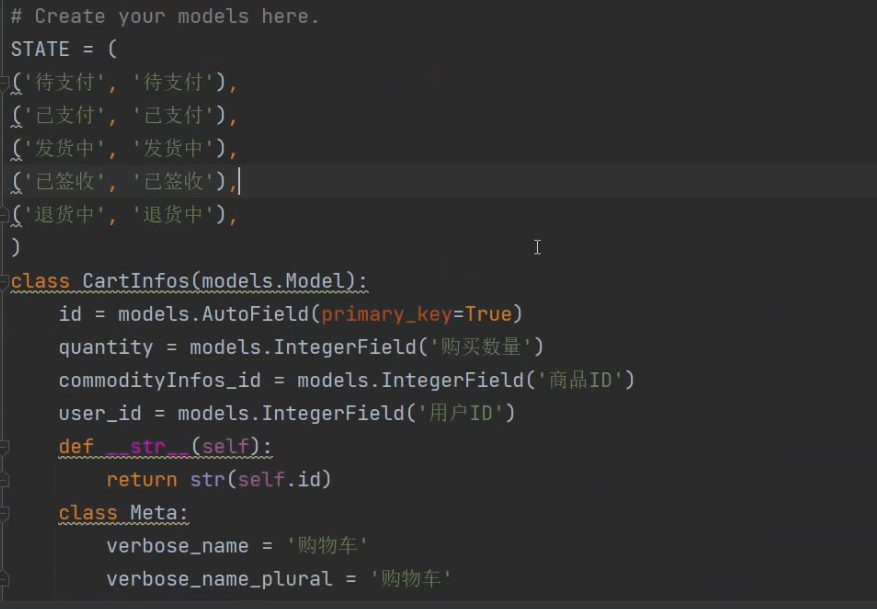 # Create your models here.
STATE = (
('待支付', '待支付'),
('已支付', '已支付'),
('发货中', '发货中'),
('已签收', '已签收'),
('退货中', '退货中'),
)
class CartInfos(models.Model):
    id = models.AutoField(primary_key=True)
    quantity = models.IntegerField('购买数量')
    commodityInfos_id = models.IntegerField('商品ID')
    user_id = models.IntegerField('用户ID')
    def __str__(self):
        return str(self.id)
    class Meta:
        verbose_name = '购物车'
        verbose_name_plural = '购物车'